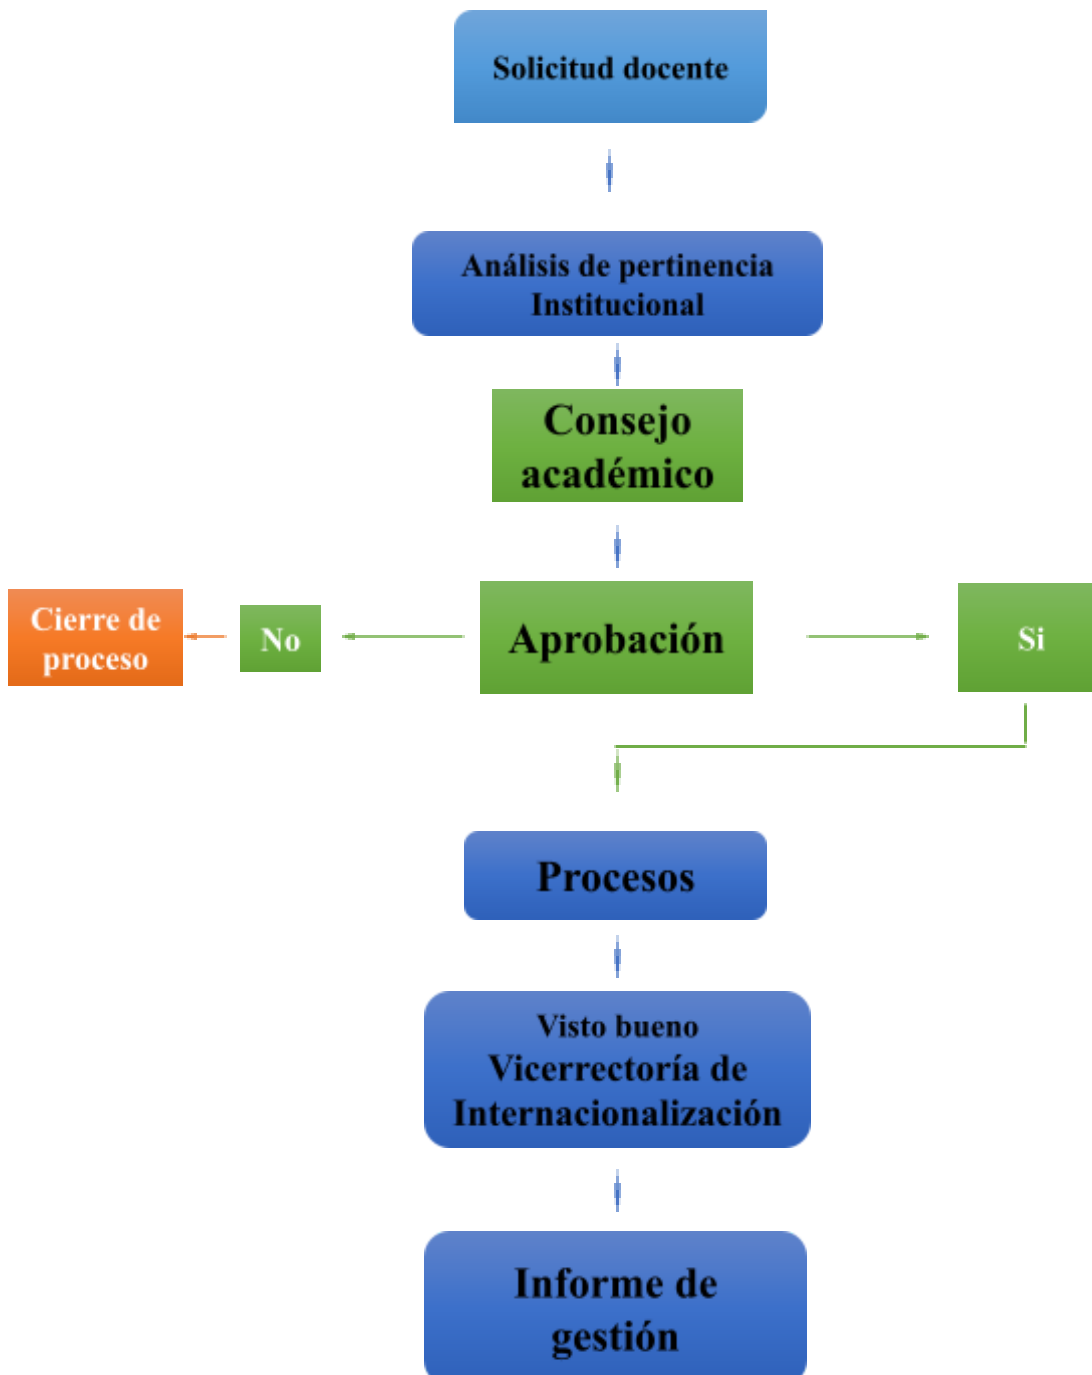 Solicitud docente
Análisis de pertinencia
Institucional
Consejo
académico
Cierre de
proceso
No
Aprobación
Si
Procesos
Visto bueno
Vicerrectoría de
Internacionalización
Informe de
gestión